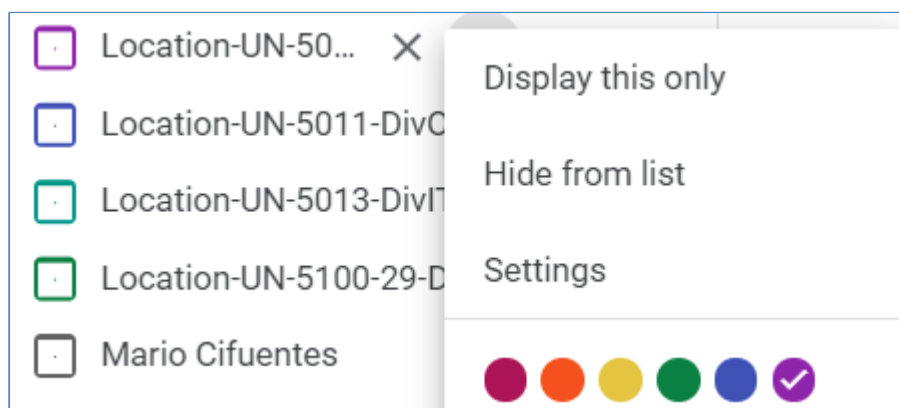 Location-UN-50...
Location-UN-5011-DivC
Location-UN-5013-DivIT
Location-UN-5100-29-D
Mario Cifuentes
Display this only
Hide from list
Settings